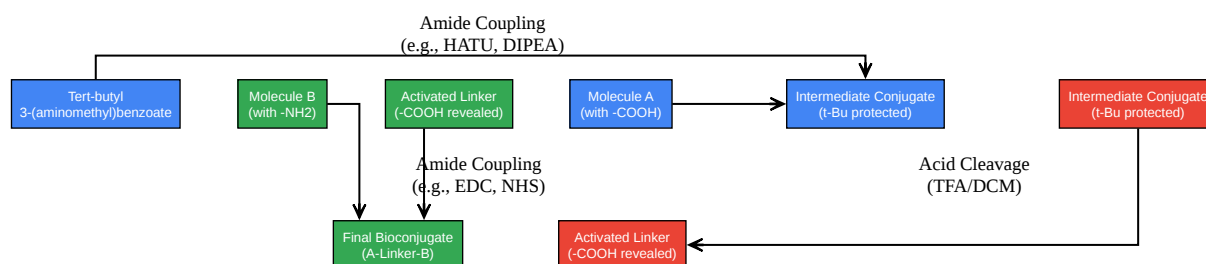 Amide Coupling
(e.g., HATU, DIPEA)
Tert-butyl
3-(aminomethyl)benzoate
Molecule B
(with -NH2)
Activated Linker
(-COOH revealed)
Molecule A
(with -COOH)
Intermediate Conjugate
(t-Bu protected)
Intermediate Conjugate
(t-Bu protected)
Amide Coupling
(e.g., EDC, NHS)
Acid Cleavage
(TFA/DCM)
Final Bioconjugate
(A-Linker-B)
Activated Linker
(-COOH revealed)